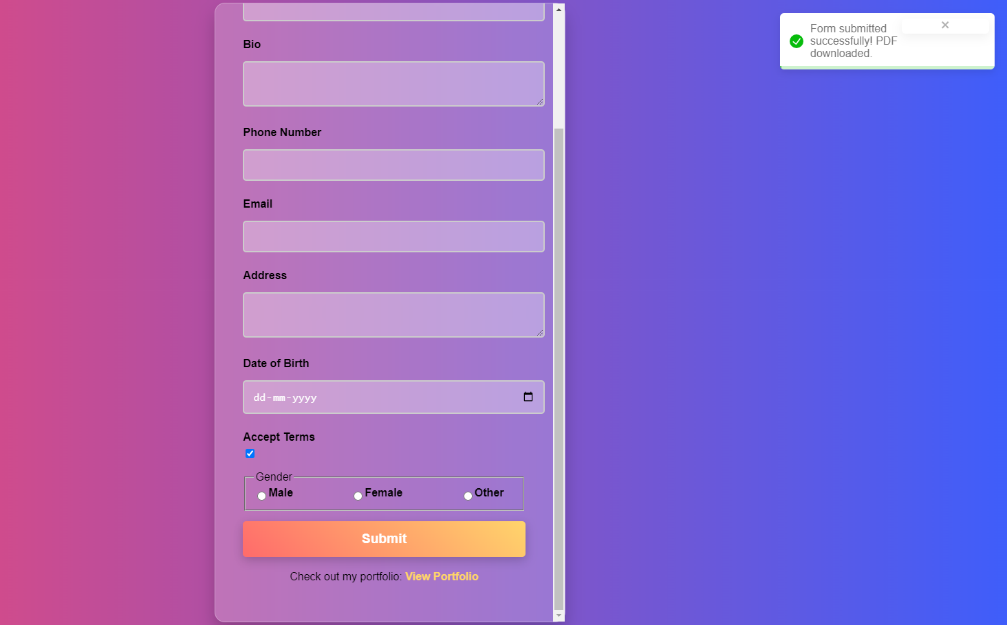 Form submitted
successfully! PDF
downloaded.
Bio
Phone Number
Email
Address
Date of Birth
dd-mm-yyyy
Accept Terms
Gender
Male Female Other
Submit
Check out my portfolio: View Portfolio